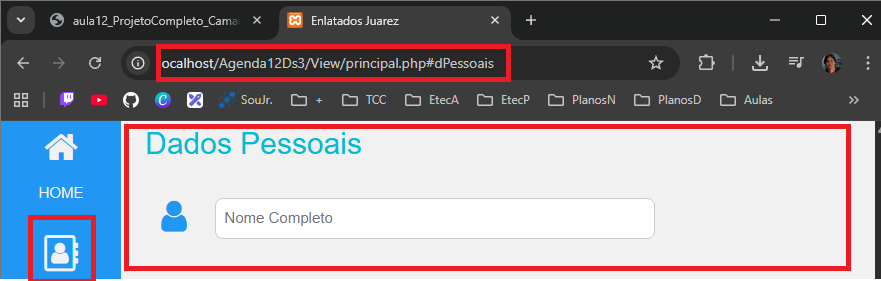 aula12_ProjetoCompleto_Cama
Enlatados Juarez
ocalhost/Agenda12Ds3/View/principal.php#dPessoais
SouJr.
+
TCC
EtecA
EtecP
PlanosN
PlanosD
Aulas
Dados Pessoais
HOME
Nome Completo